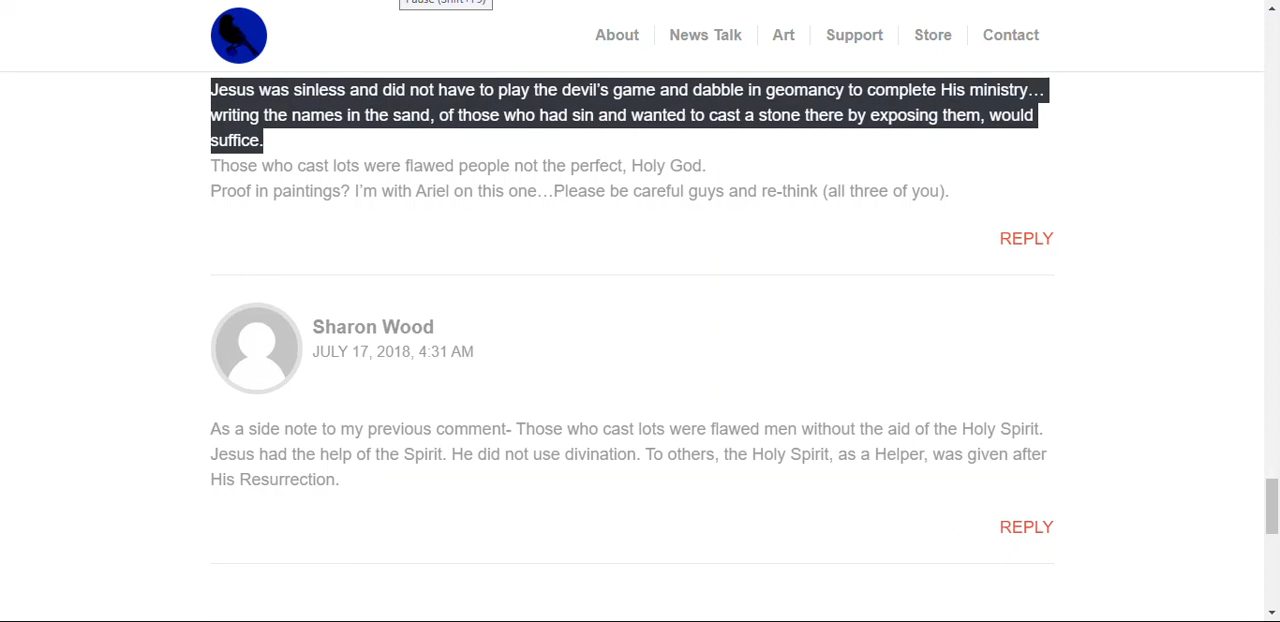 Pause (Shift+F9)
About
News Talk
Art
Support
Store
Contact
Jesus was sinless and did not have to play the devil's game and dabble in geomancy to complete His ministry…
writing the names in the sand, of those who had sin and wanted to cast a stone there by exposing them, would
suffice.
Those who cast lots were flawed people not the perfect, Holy God.
Proof in paintings? I'm with Ariel on this one…Please be careful guys and re-think (all three of you).
REPLY
Sharon Wood
JULY 17, 2018, 4:31 AM
As a side note to my previous comment- Those who cast lots were flawed men without the aid of the Holy Spirit.
Jesus had the help of the Spirit. He did not use divination. To others, the Holy Spirit, as a Helper, was given after
His Resurrection.
REPLY